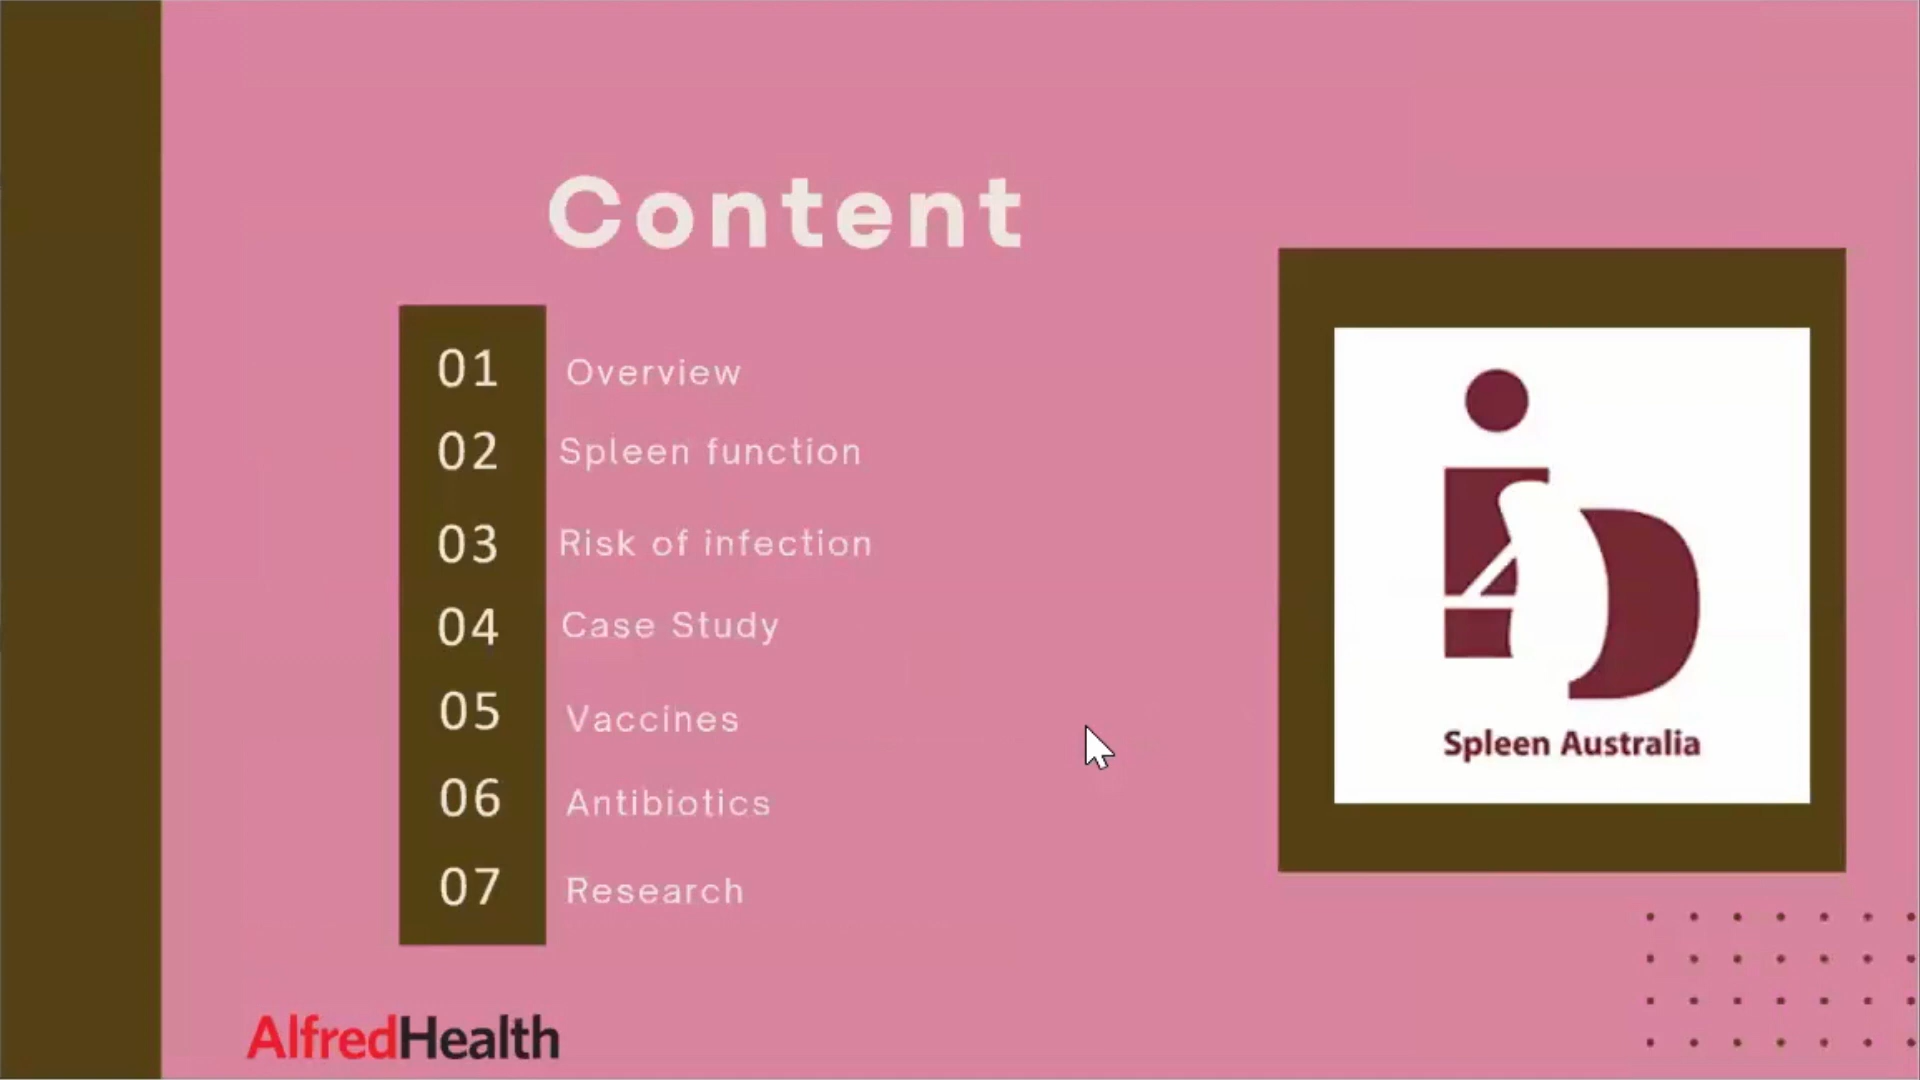 Content
01 Overview
02 Spleen function
03 Risk of infection
04 Case Study
05 Vaccines
06 Antibiotics
07 Research
Spleen Australia
AlfredHealth